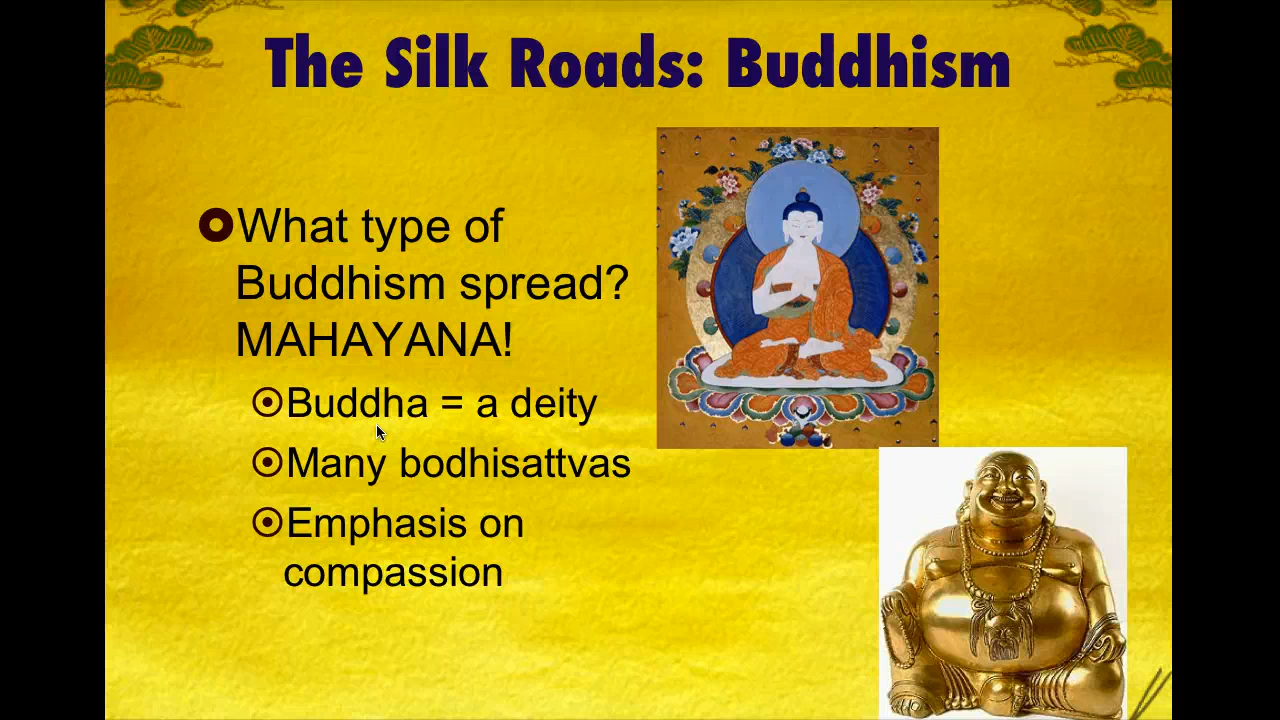 The Silk Roads: Buddhism
What type of
Buddhism spread?
MAHAYANA!
Buddha = a deity
Many bodhisattvas
Emphasis on
compassion